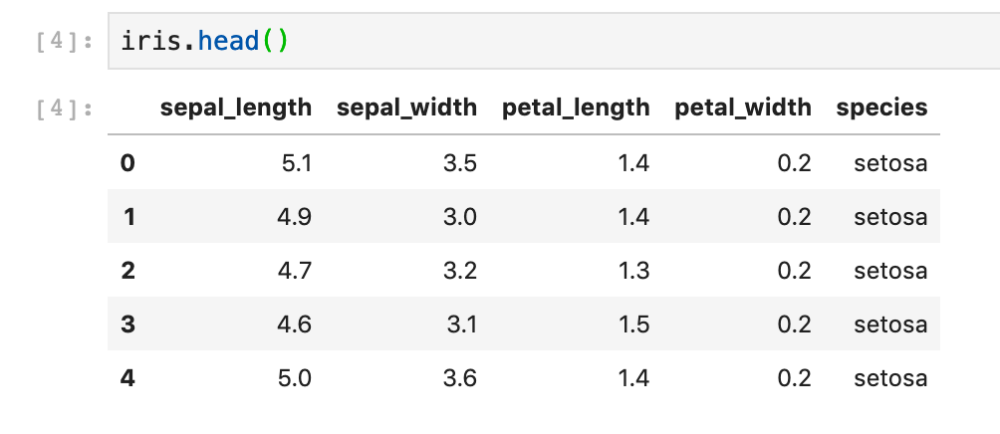 [4]: iris.head()
[4]: sepal_length sepal_width petal_length petal_width species
0 5.1 3.5 1.4 0.2 setosa
1 4.9 3.0 1.4 0.2 setosa
2 4.7 3.2 1.3 0.2 setosa
3 4.6 3.1 1.5 0.2 setosa
4 5.0 3.6 1.4 0.2 setosa